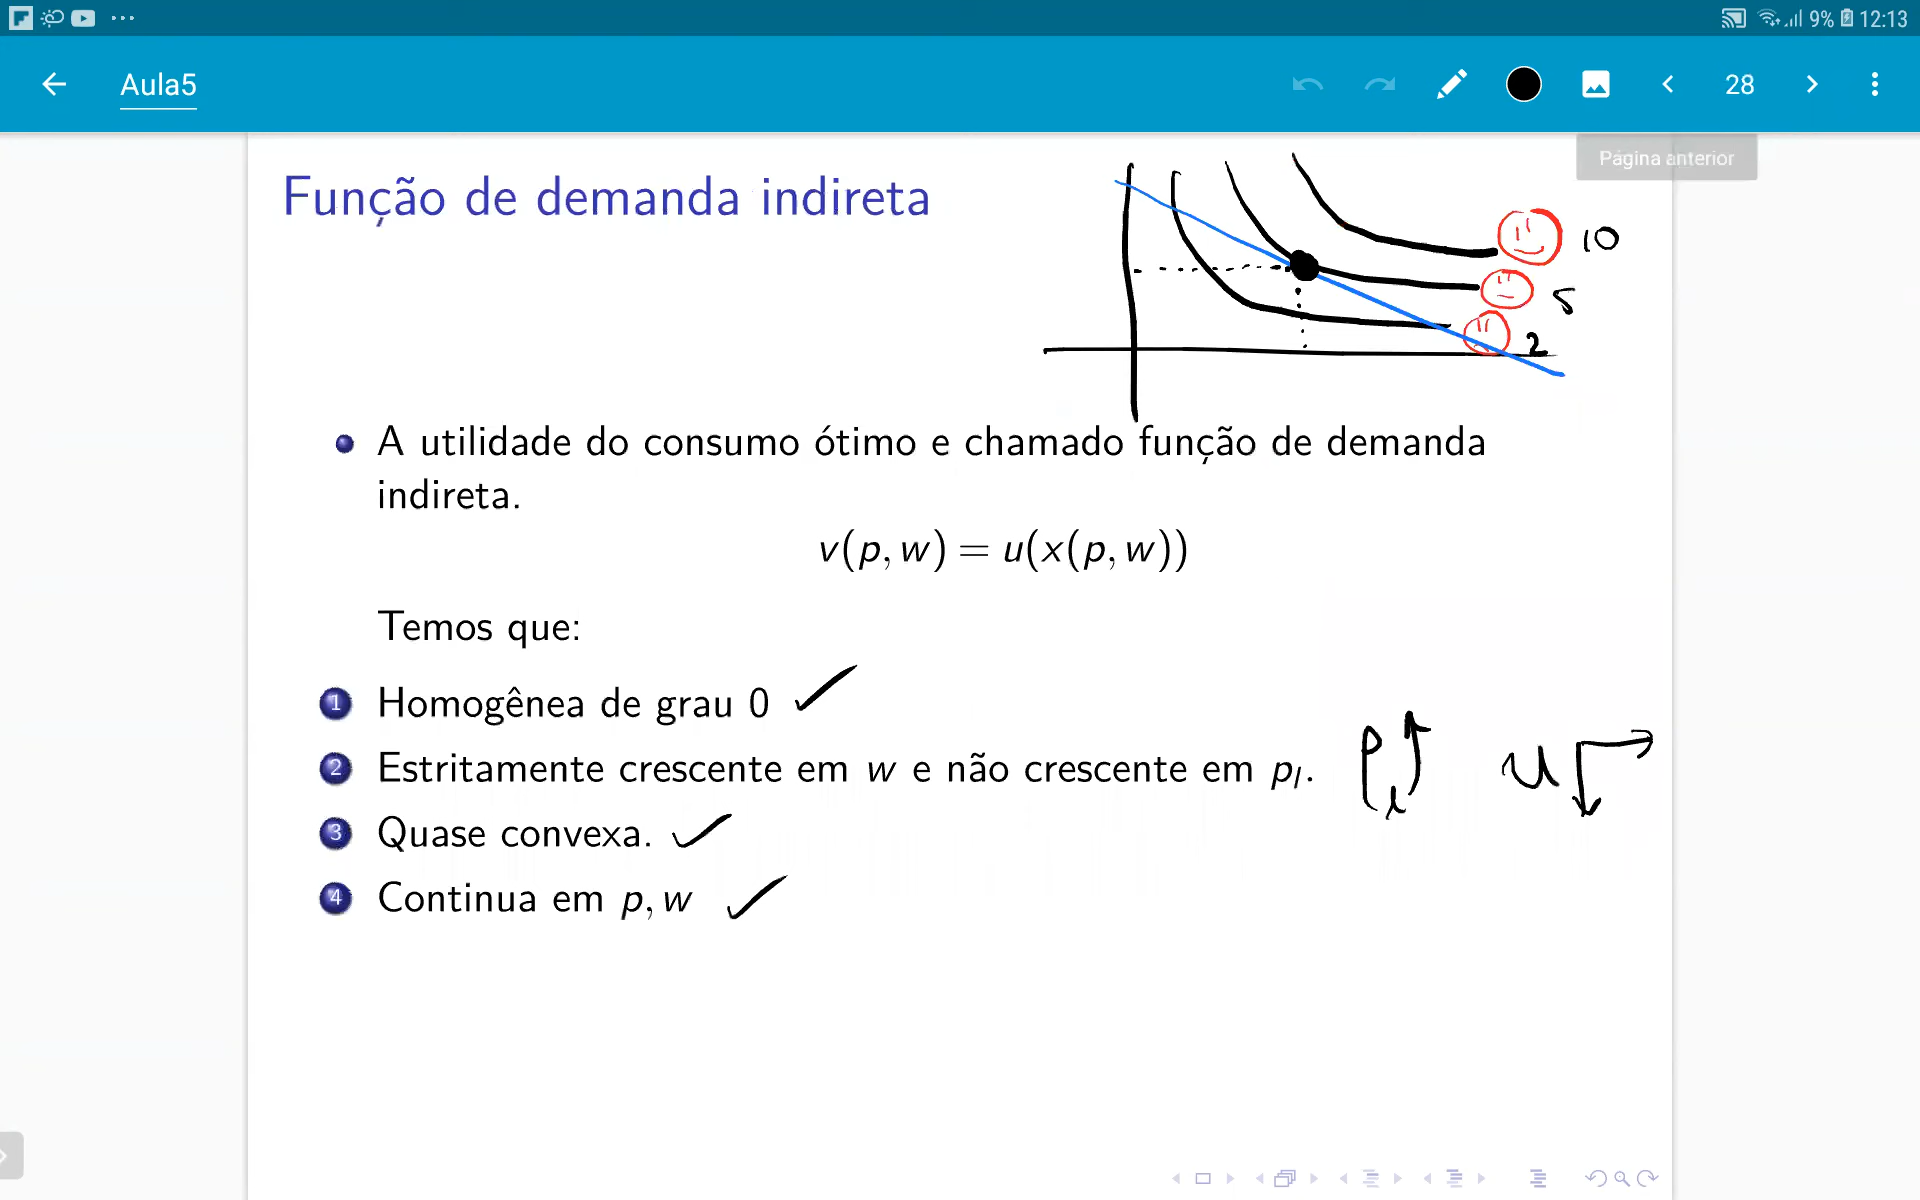 9% 12:13
Aula5
28
Página anterior
Função de demanda indireta
10
5
2
A utilidade do consumo ótimo e chamado função de demanda
indireta.
v(p, w) = u(x(p, w))
Temos que:
1 Homogênea de grau 0 ✓
2 Estritamente crescente em w e não crescente em pₗ. Pₗ↑ u
3 Quase convexa. ✓
4 Continua em p, w ✓